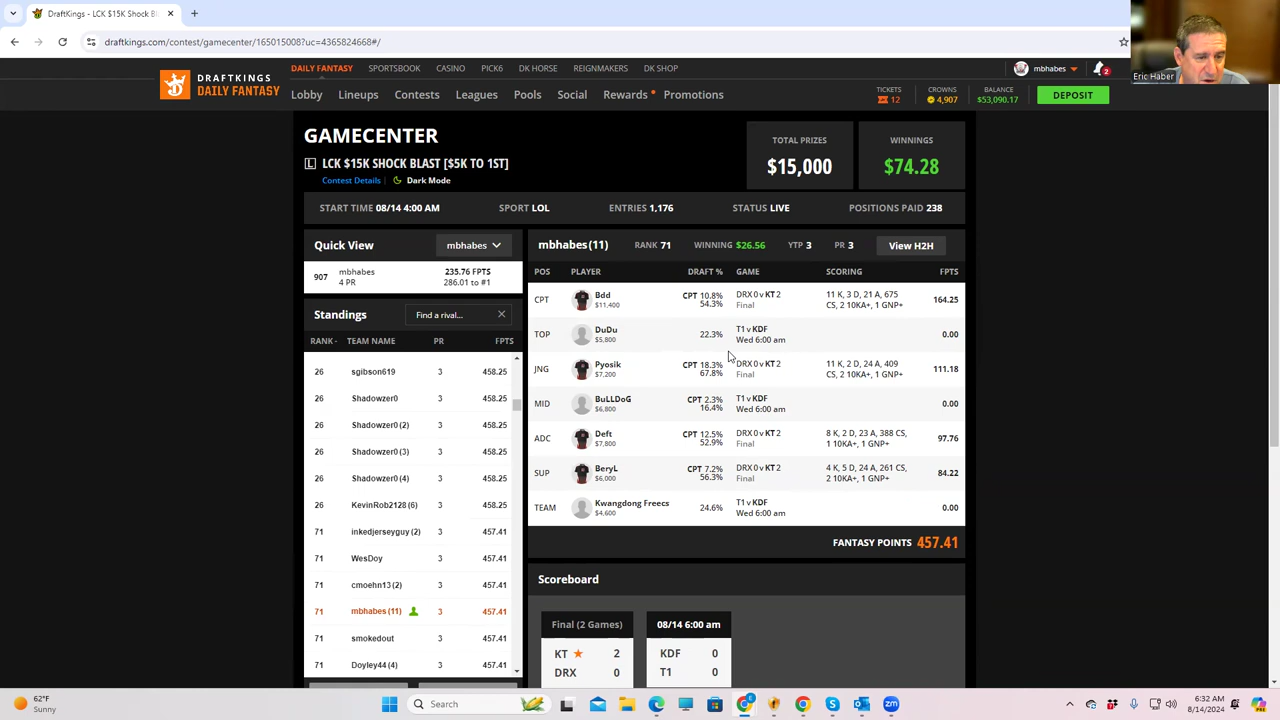 DraftKings - LCK $15K Shock Bl
draftkings.com/contest/gamecenter/165015008?uc=4365824668#/
Eric Haber
DRAFTKINGS
DAILY FANTASY
DAILY FANTASY SPORTSBOOK CASINO PICK6 DK HORSE REIGNMAKERS DK SHOP
mbhabes 2
Lobby Lineups Contests Leagues Pools Social Rewards Promotions
TICKETS CROWNS BALANCE
12 4,907 $53,090.17
DEPOSIT
GAMECENTER
L LCK $15K SHOCK BLAST [$5K TO 1ST]
Contest Details | Dark Mode
TOTAL PRIZES
$15,000
WINNINGS
$74.28
START TIME 08/14 4:00 AM SPORT LOL ENTRIES 1,176 STATUS LIVE POSITIONS PAID 238
Quick View mbhabes
907 mbhabes 235.76 FPTS
4 PR 286.01 to #1
Standings Find a rival...
RANK TEAM NAME PR FPTS
26 sgibson619 3 458.25
26 Shadowzer0 3 458.25
26 Shadowzer0 (2) 3 458.25
26 Shadowzer0 (3) 3 458.25
26 Shadowzer0 (4) 3 458.25
26 KevinRob2128 (6) 3 458.25
71 inkedjerseyguy (2) 3 457.41
71 WesDoy 3 457.41
71 cmoehn13 (2) 3 457.41
71 mbhabes (11) 3 457.41
71 smokedout 3 457.41
71 Doyley44 (4) 3 457.41
mbhabes (11) RANK 71 WINNING $26.56 YTP 3 PR 3 View H2H
POS PLAYER DRAFT % GAME SCORING FPTS
CPT Bdd CPT 10.8% DRX 0 v KT 2 11 K, 3 D, 21 A, 675 164.25
$11,400 54.3% Final CS, 2 10KA+, 1 GNP+
TOP DuDu 22.3% T1 v KDF 0.00
$5,800 Wed 6:00 am
JNG Pyosik CPT 18.3% DRX 0 v KT 2 11 K, 2 D, 24 A, 409 111.18
$7,200 67.8% Final CS, 2 10KA+, 1 GNP+
MID BuLLDoG CPT 2.3% T1 v KDF 0.00
$6,800 16.4% Wed 6:00 am
ADC Deft CPT 12.5% DRX 0 v KT 2 8 K, 2 D, 23 A, 388 CS, 97.76
$7,800 52.9% Final 1 10KA+, 1 GNP+
SUP BeryL CPT 7.2% DRX 0 v KT 2 4 K, 5 D, 24 A, 261 CS, 84.22
$6,000 56.3% Final 2 10KA+, 1 GNP+
TEAM Kwangdong Freecs 24.6% T1 v KDF 0.00
$4,600 Wed 6:00 am
FANTASY POINTS 457.41
Scoreboard
Final (2 Games) 08/14 6:00 am
KT 2 KDF 0
DRX 0 T1 0
62°F
Sunny
Search
6:32 AM
8/14/2024